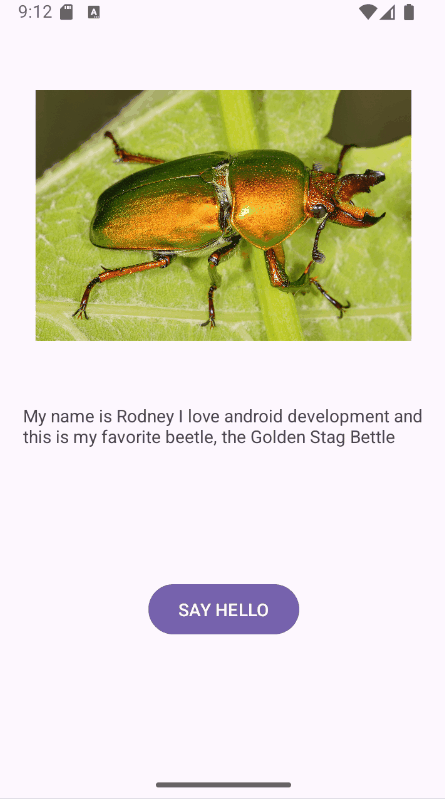 9:12
A
My name is Rodney I love android development and
this is my favorite beetle, the Golden Stag Bettle
SAY HELLO